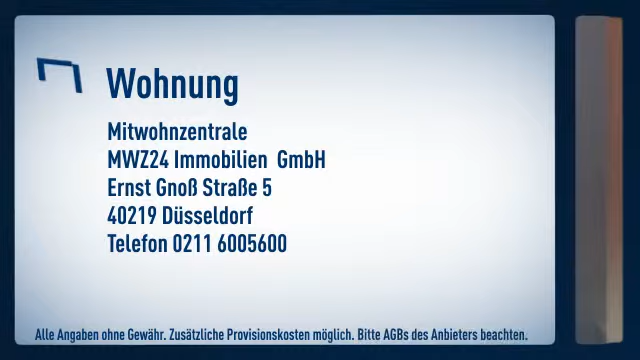 Wohnung
Mitwohnzentrale
MWZ24 Immobilien GmbH
Ernst Gnoß Straße 5
40219 Düsseldorf
Telefon 0211 6005600
Alle Angaben ohne Gewähr. Zusätzliche Provisionskosten möglich. Bitte AGBs des Anbieters beachten.